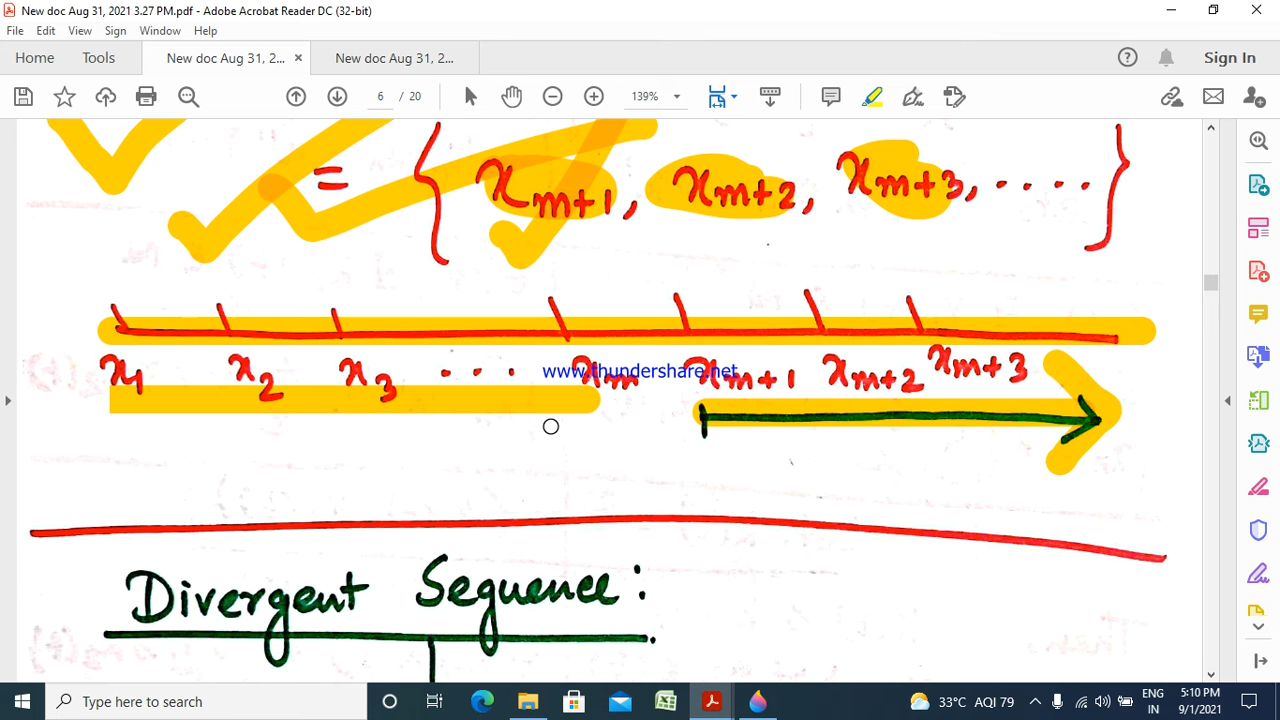 New doc Aug 31, 2021 3.27 PM.pdf - Adobe Acrobat Reader DC (32-bit)
File Edit View Sign Window Help
Home Tools New doc Aug 31, 2... × New doc Aug 31, 2... Sign In
6 / 20 139%
= { x m+1, x m+2, x m+3, .... }
x1 x2 x3 ... xm xm+1 xm+2 xm+3
www.thundershare.net
Divergent Sequence:
Type here to search 33°C AQI 79 ENG IN 5:10 PM 9/1/2021